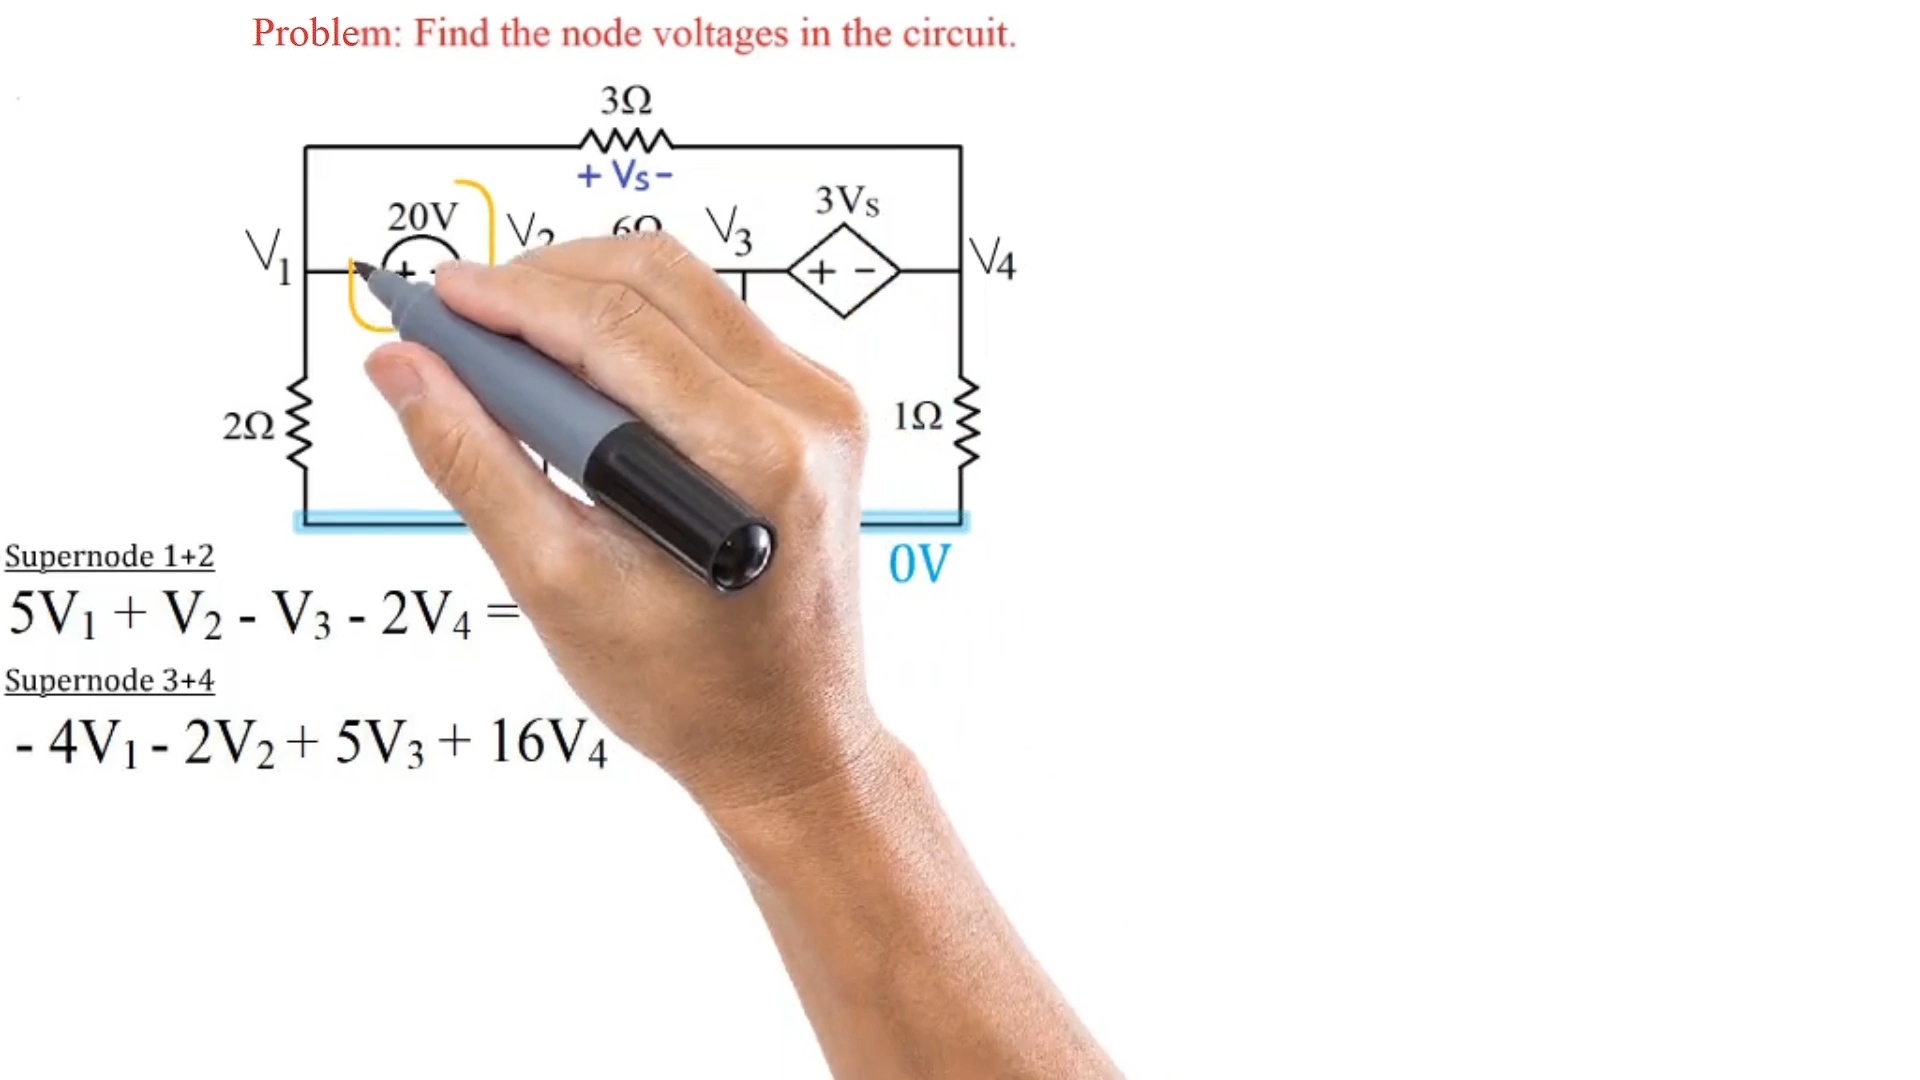 Problem: Find the node voltages in the circuit.
3Ω
+ Vs -
20V
3Vs
V1
V3
V4
+
+ -
2Ω
1Ω
0V
Supernode 1+2
5V₁ + V₂ - V₃ - 2V₄ =
Supernode 3+4
- 4V₁ - 2V₂ + 5V₃ + 16V₄